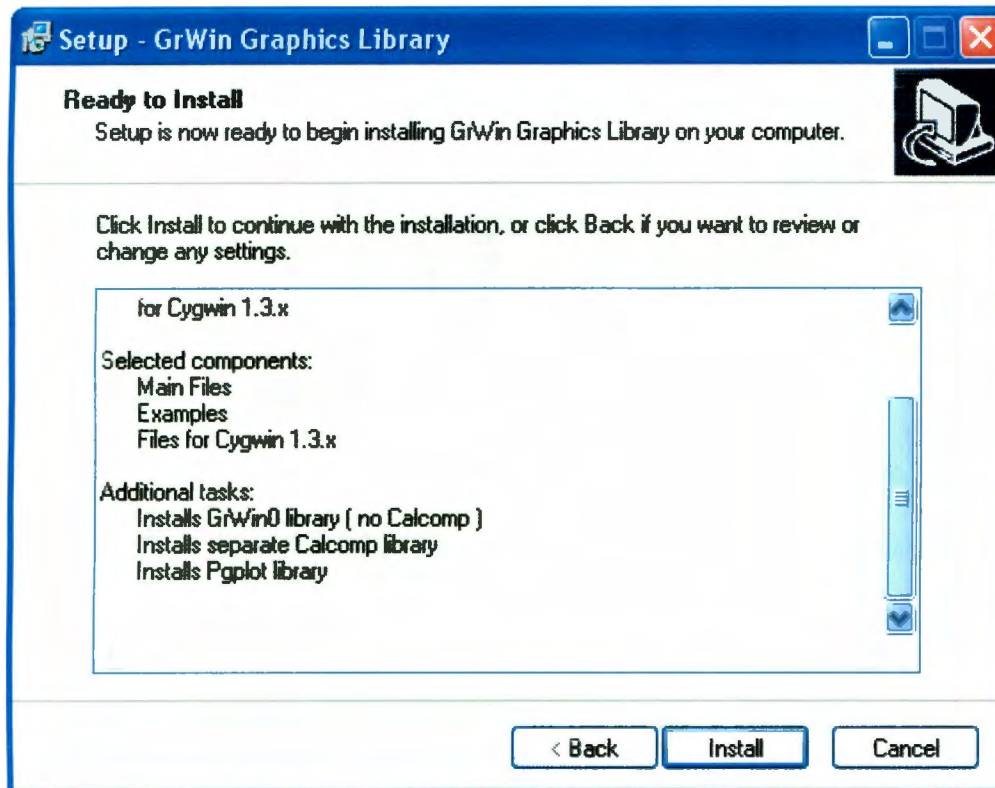 Setup - GrWin Graphics Library
Ready to Install
Setup is now ready to begin installing GrWin Graphics Library on your computer.
Click Install to continue with the installation, or click Back if you want to review or
change any settings.
for Cygwin 1.3.x
Selected components:
Main Files
Examples
Files for Cygwin 1.3.x
Additional tasks:
Installs GrWin0 library ( no Calcomp )
Installs separate Calcomp library
Installs Pgplot library
< Back
Install
Cancel